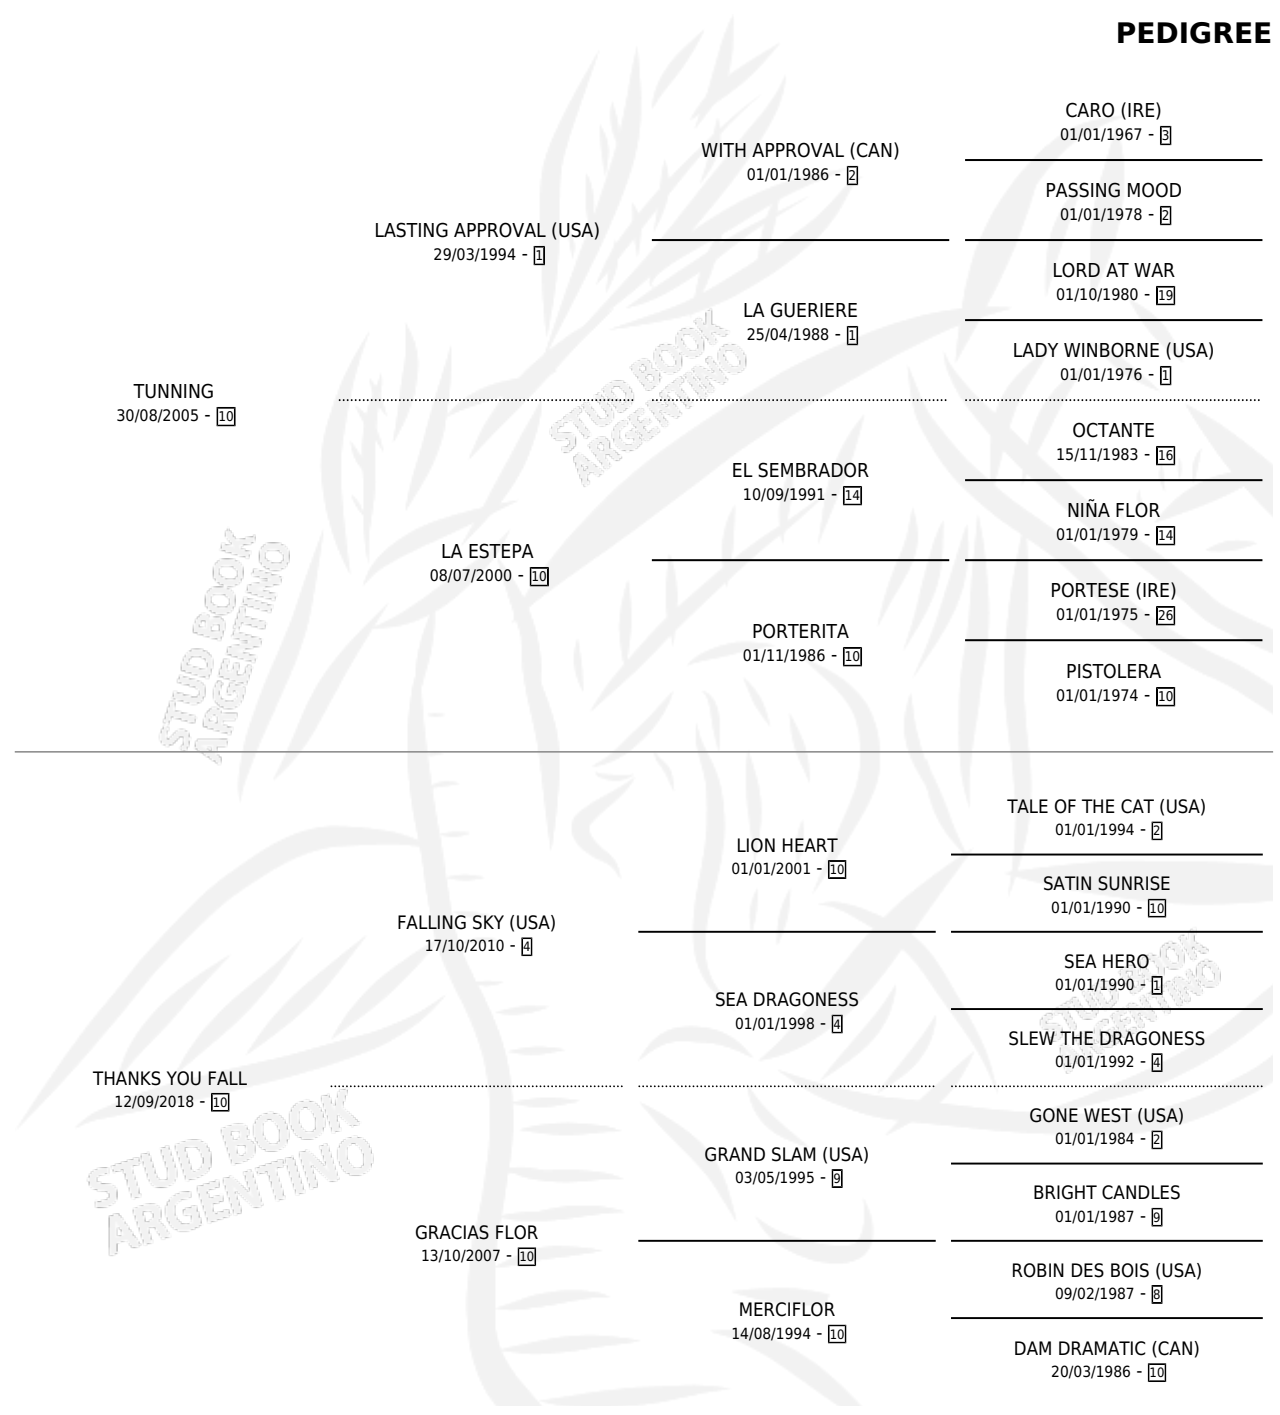 PEDIGREE
CARO (IRE)
01/01/1967 - 3
WITH APPROVAL (CAN)
01/01/1986 - 2
PASSING MOOD
01/01/1978 - 2
LASTING APPROVAL (USA)
29/03/1994 - 1
LORD AT WAR
01/10/1980 - 19
LA GUERIERE
25/04/1988 - 1
LADY WINBORNE (USA)
01/01/1976 - 1
TUNNING
30/08/2005 - 10
OCTANTE
15/11/1983 - 16
EL SEMBRADOR
10/09/1991 - 14
NIÑA FLOR
01/01/1979 - 14
LA ESTEPA
08/07/2000 - 10
PORTESE (IRE)
01/01/1975 - 26
PORTERITA
01/11/1986 - 10
PISTOLERA
01/01/1974 - 10
STUD BOOK
ARGENTINO
STUD BOOK
ARGENTINO
TALE OF THE CAT (USA)
01/01/1994 - 2
LION HEART
01/01/2001 - 10
SATIN SUNRISE
01/01/1990 - 10
FALLING SKY (USA)
17/10/2010 - 4
SEA HERO
01/01/1990 - 1
SEA DRAGONESS
01/01/1998 - 4
SLEW THE DRAGONESS
01/01/1992 - 4
THANKS YOU FALL
12/09/2018 - 10
GONE WEST (USA)
01/01/1984 - 2
GRAND SLAM (USA)
03/05/1995 - 9
BRIGHT CANDLES
01/01/1987 - 9
GRACIAS FLOR
13/10/2007 - 10
ROBIN DES BOIS (USA)
09/02/1987 - 8
MERCIFLOR
14/08/1994 - 10
DAM DRAMATIC (CAN)
20/03/1986 - 10
STUD BOOK
ARGENTINO
STUD BOOK
ARGENTINO